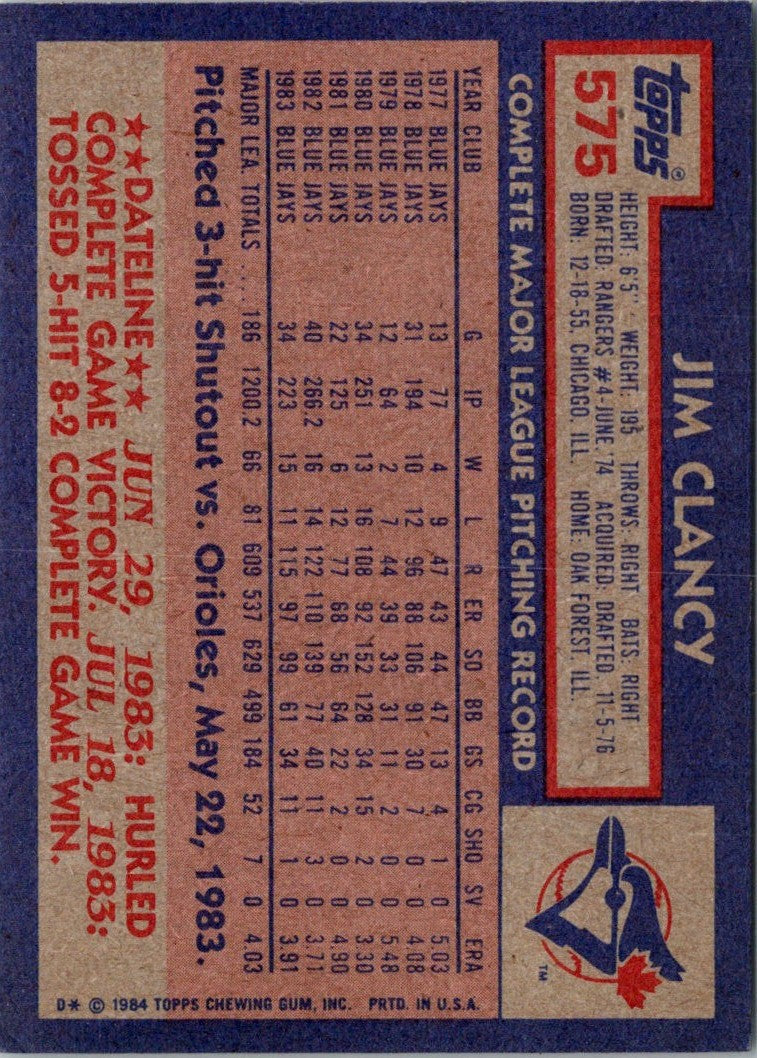 JIM CLANCY
topps®
575
HEIGHT: 6'5" WEIGHT: 195 THROWS: RIGHT BATS: RIGHT
DRAFTED: RANGERS #4-JUNE, '74 ACQUIRED: DRAFTED, 11-5-76
BORN: 12-18-55, CHICAGO, ILL. HOME: OAK FOREST, ILL.
TM
COMPLETE MAJOR LEAGUE PITCHING RECORD
YEAR CLUB G IP W L R ER SO BB GS CG SHO SV ERA
1977 BLUE JAYS 13 77 4 9 47 43 44 47 13 4 1 0 5.03
1978 BLUE JAYS 31 194 10 12 96 88 106 91 30 7 0 0 4.08
1979 BLUE JAYS 12 64 2 7 44 39 33 31 11 2 0 0 5.48
1980 BLUE JAYS 34 251 13 16 108 92 152 128 34 15 2 0 3.30
1981 BLUE JAYS 22 125 6 12 77 68 56 64 22 2 0 0 4.90
1982 BLUE JAYS 40 266.2 16 14 122 110 139 77 40 11 3 0 3.71
1983 BLUE JAYS 34 223 15 11 115 97 99 61 34 11 1 0 3.91
MAJOR LEA. TOTALS .... 186 1200.2 66 81 609 537 629 499 184 52 7 0 4.03
Pitched 3-hit Shutout vs. Orioles, May 22, 1983.
★★DATELINE★★ JUN 29, 1983: HURLED
COMPLETE GAME VICTORY. JUL 18, 1983:
TOSSED 5-HIT 8-2 COMPLETE GAME WIN.
D* © 1984 TOPPS CHEWING GUM, INC. PRTD. IN U.S.A.